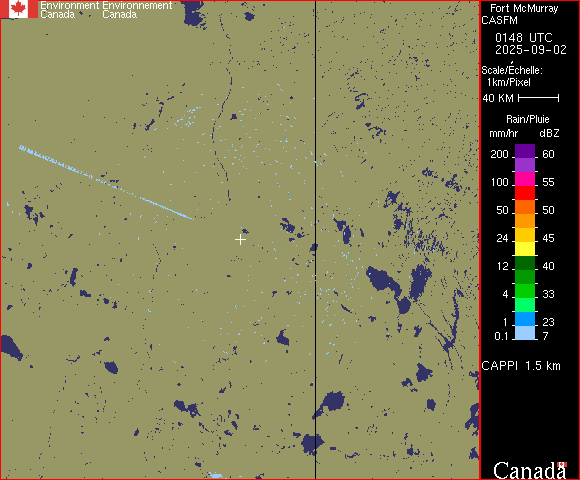 Environment Environnement
Canada Canada
Fort McMurray
CASFM
0148 UTC
2025-09-02
Scale/Échelle:
1km/Pixel
40 KM
Rain/Pluie
mm/hr dBZ
200 60
100 55
50 50
24 45
12 40
4 33
1 23
0.1 7
CAPPI 1.5 km
Canada